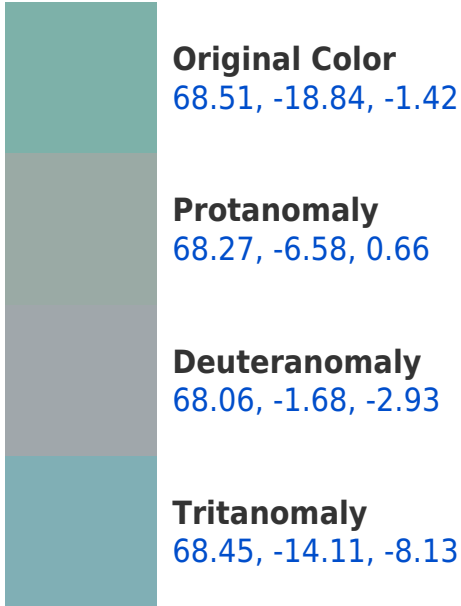 Original Color
68.51, -18.84, -1.42
Protanomaly
68.27, -6.58, 0.66
Deuteranomaly
68.06, -1.68, -2.93
Tritanomaly
68.45, -14.11, -8.13